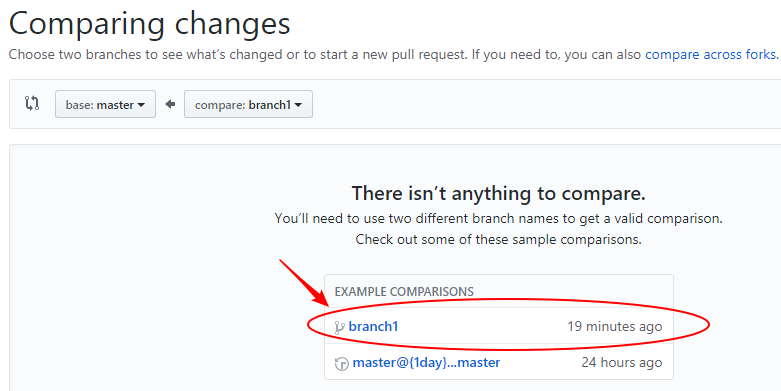 Comparing changes
Choose two branches to see what's changed or to start a new pull request. If you need to, you can also compare across forks.
base: master compare: branch1
There isn't anything to compare.
You'll need to use two different branch names to get a valid comparison.
Check out some of these sample comparisons.
EXAMPLE COMPARISONS
branch1 19 minutes ago
master@{1day}...master 24 hours ago